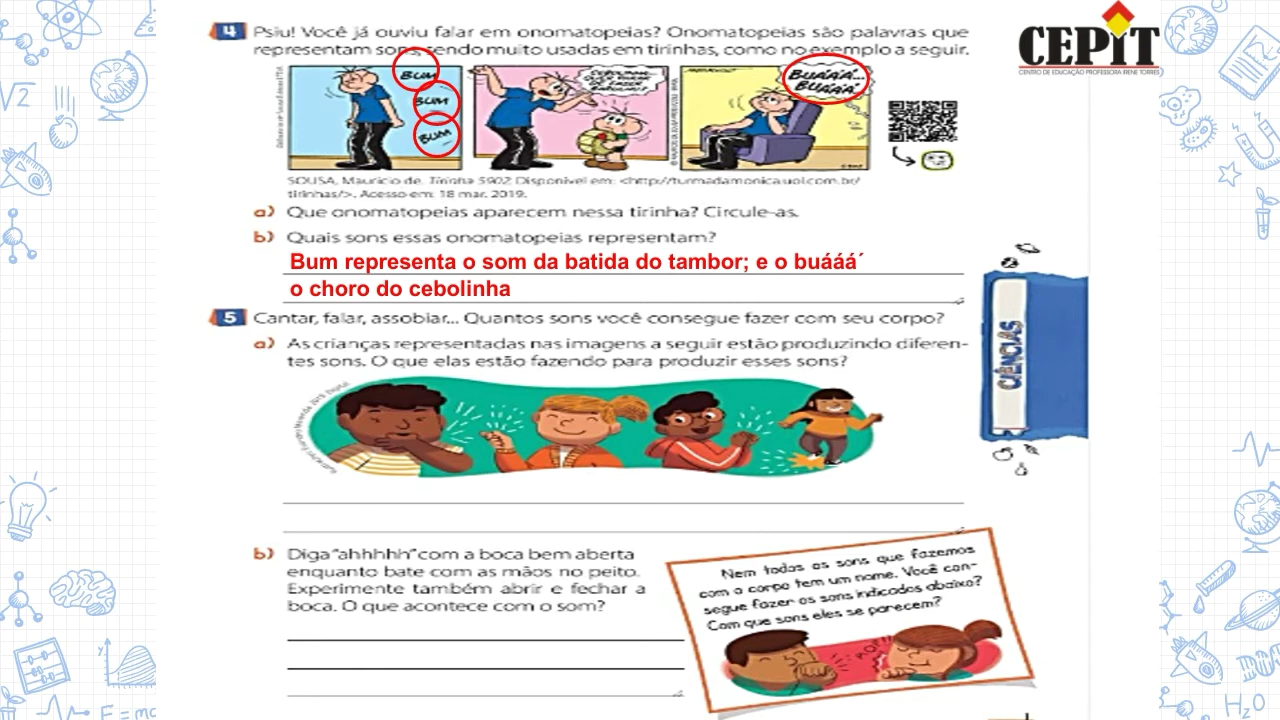 4 Psiu! Você já ouviu falar em onomatopeias? Onomatopeias são palavras que
representam sons, sendo muito usadas em tirinhas, como no exemplo a seguir.
CEPIT
CENTRO DE EDUCAÇÃO PROFESSORA IRENE TORRES
BUM
BUM
BUM
BUÁÁÁ...
BUÁÁÁ
SOUSA, Mauricio de. Tirinha 5902. Disponível em: <http://turmadamonica.uol.com.br/
tirinhas/>. Acesso em: 18 mar. 2019.
a) Que onomatopeias aparecem nessa tirinha? Circule-as.
b) Quais sons essas onomatopeias representam?
Bum representa o som da batida do tambor; e o buááá´
o choro do cebolinha
5 Cantar, falar, assobiar... Quantos sons você consegue fazer com seu corpo?
a) As crianças representadas nas imagens a seguir estão produzindo diferen-
tes sons. O que elas estão fazendo para produzir esses sons?
CIÊNCIAS
b) Diga "ahhhhh" com a boca bem aberta
enquanto bate com as mãos no peito.
Experimente também abrir e fechar a
boca. O que acontece com o som?
Nem todos os sons que fazemos
com o corpo tem um nome. Você con-
segue fazer os sons indicados abaixo?
Com que sons eles se parecem?
√2
y
x
E=mc
H₂O